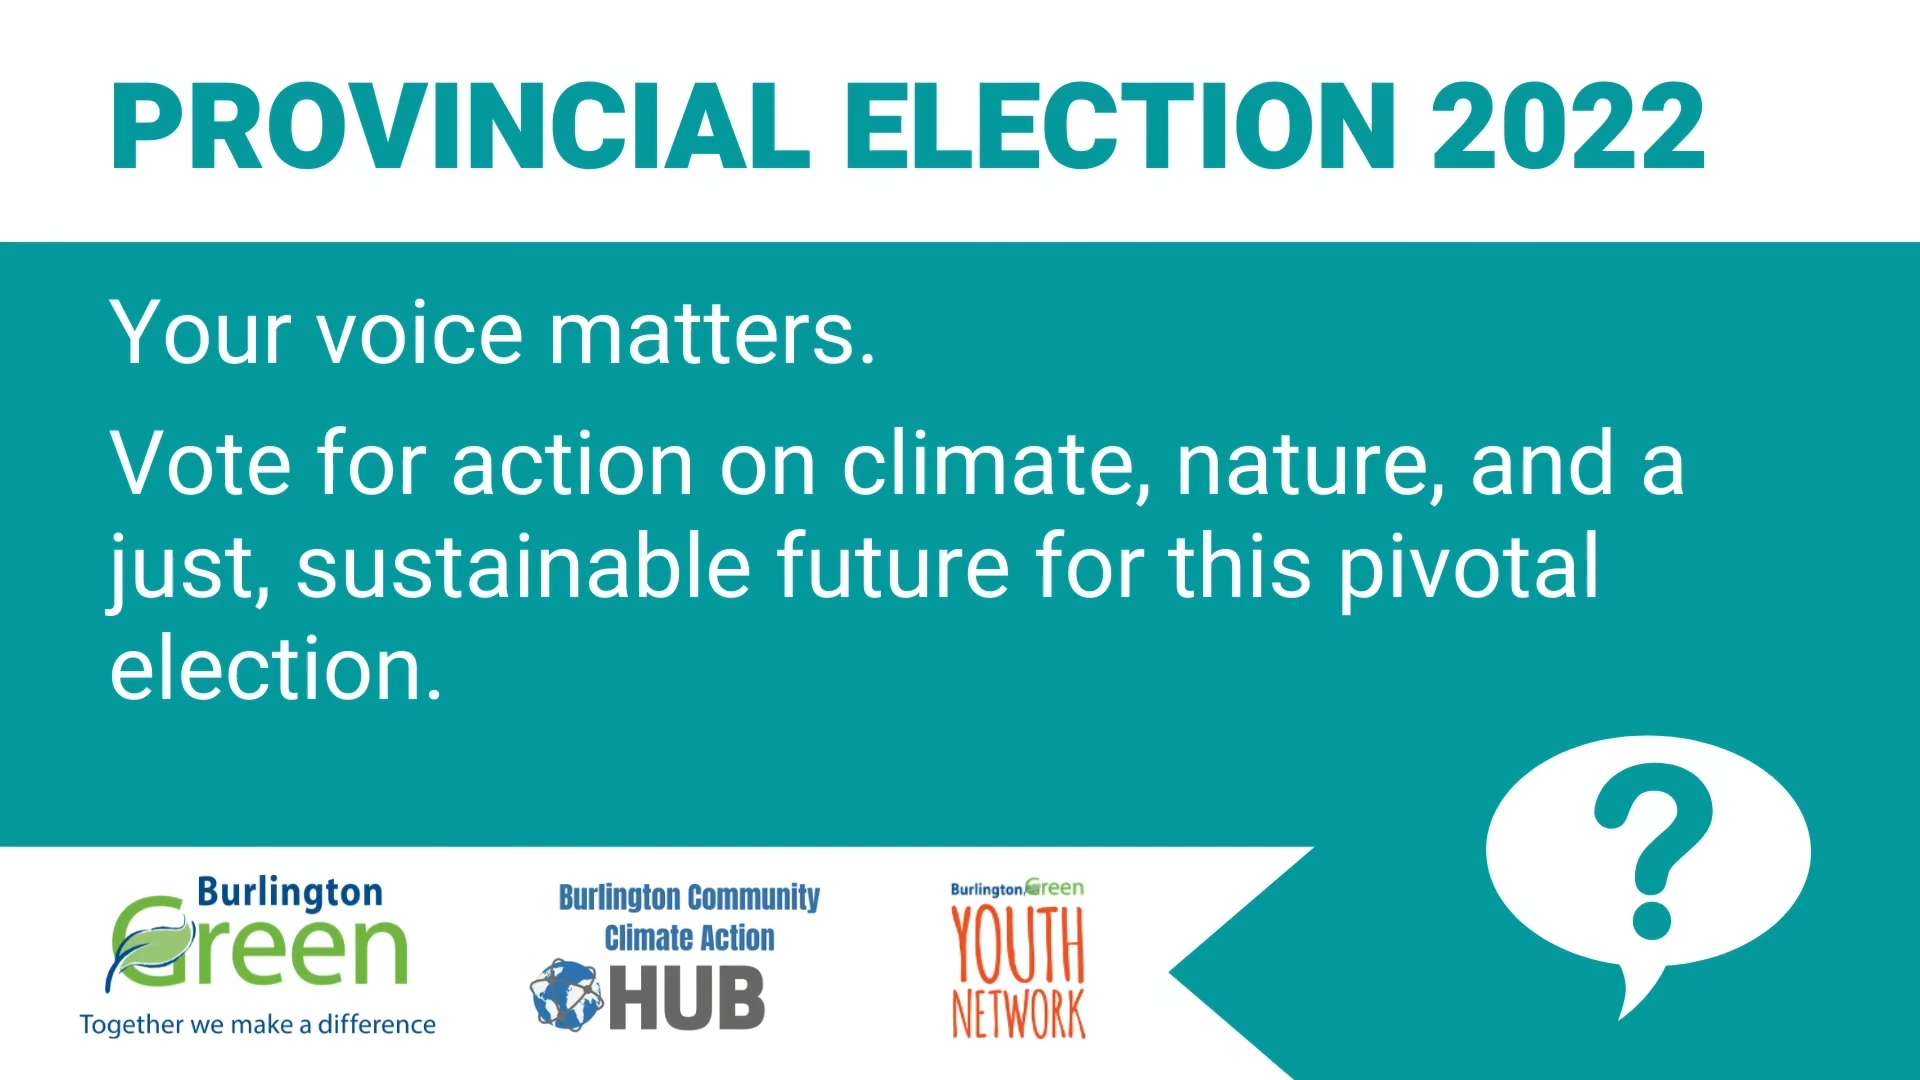 PROVINCIAL ELECTION 2022
Your voice matters.
Vote for action on climate, nature, and a
just, sustainable future for this pivotal
election.
Burlington
Green
Together we make a difference
Burlington Community
Climate Action
HUB
BurlingtonGreen
YOUTH
NETWORK
?